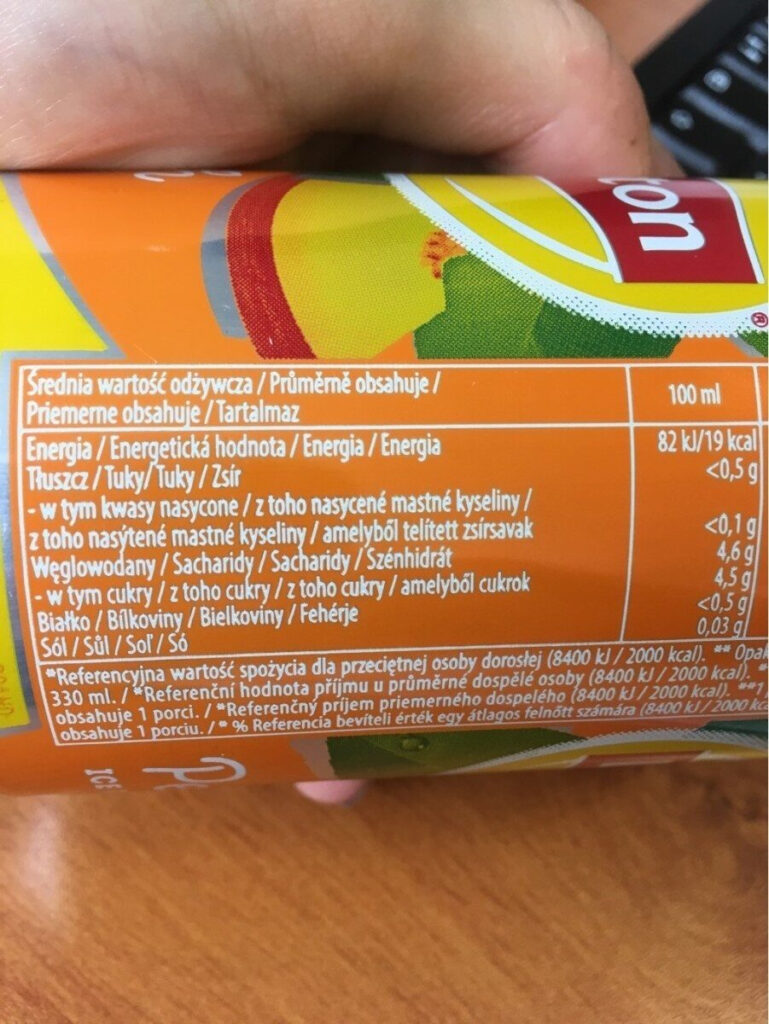 ton
®
Średnia wartość odżywcza / Průměrně obsahuje /
Priemerne obsahuje / Tartalmaz
100 ml
Energia / Energetická hodnota / Energia / Energia
82 kJ/19 kcal
Tłuszcz / Tuky/ Tuky / Zsír
<0,5 g
- w tym kwasy nasycone / z toho nasycené mastné kyseliny /
z toho nasýtené mastné kyseliny / amelyből telített zsírsavak
<0,1 g
Węglowodany / Sacharidy / Sacharidy / Szénhidrát
4,6 g
- w tym cukry / z toho cukry / z toho cukry / amelyből cukrok
4,5 g
Białko / Bílkoviny / Bielkoviny / Fehérje
<0,5 g
Sól / Sůl / Soľ / Só
0,03 g
*Referencyjna wartość spożycia dla przeciętnej osoby dorosłej (8400 kJ / 2000 kcal). ** Opak
330 ml. / *Referenční hodnota příjmu u průměrné dospělé osoby (8400 kJ / 2000 kcal). *
obsahuje 1 porci. / *Referenčný príjem priemerného dospelého (8400 kJ / 2000 kcal). **1
obsahuje 1 porciu. / * % Referencia beviteli érték egy átlagos felnőtt számára (8400 kJ / 2000 kca
ICE